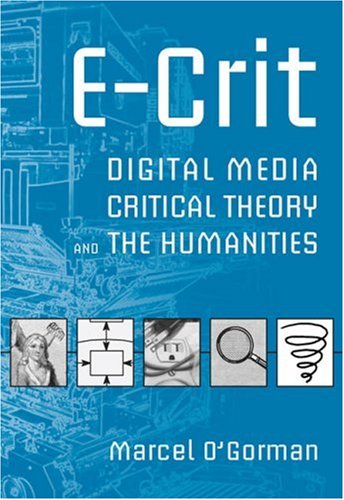 E-Crit
DIGITAL MEDIA
CRITICAL THEORY
AND THE HUMANITIES
Marcel O'Gorman